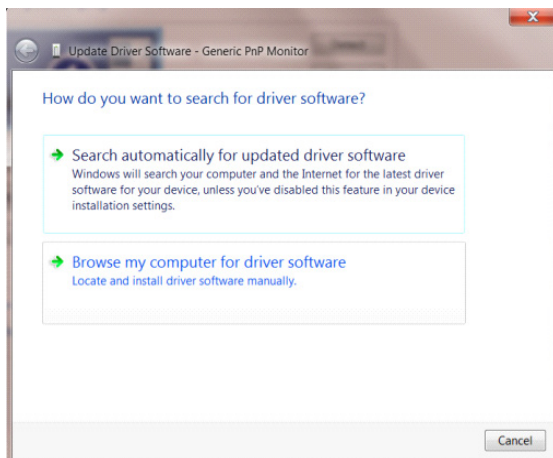 Update Driver Software - Generic PnP Monitor
How do you want to search for driver software?
Search automatically for updated driver software
Windows will search your computer and the Internet for the latest driver
software for your device, unless you've disabled this feature in your device
installation settings.
Browse my computer for driver software
Locate and install driver software manually.
Cancel